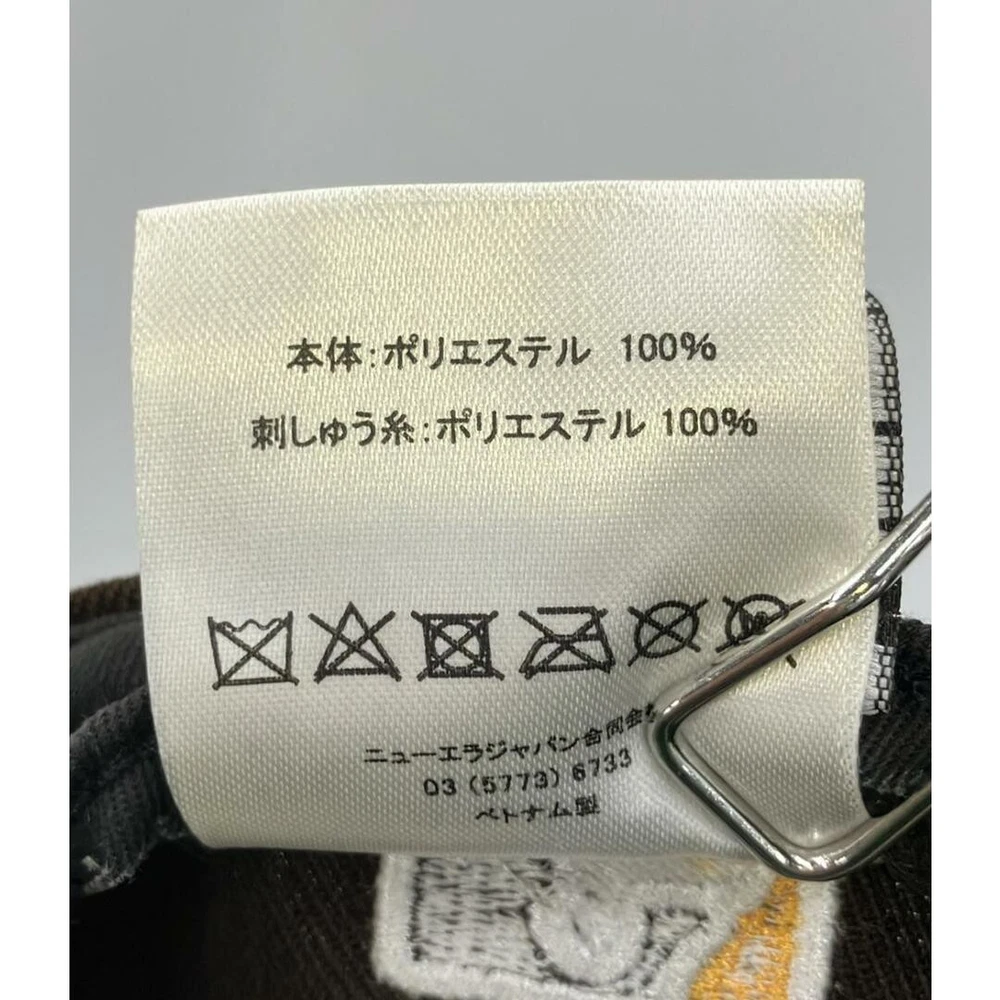 本体：ポリエステル 100%
刺しゅう糸：ポリエステル 100%
ニューエラジャパン合同会社
03 (5773) 6733
ベトナム製